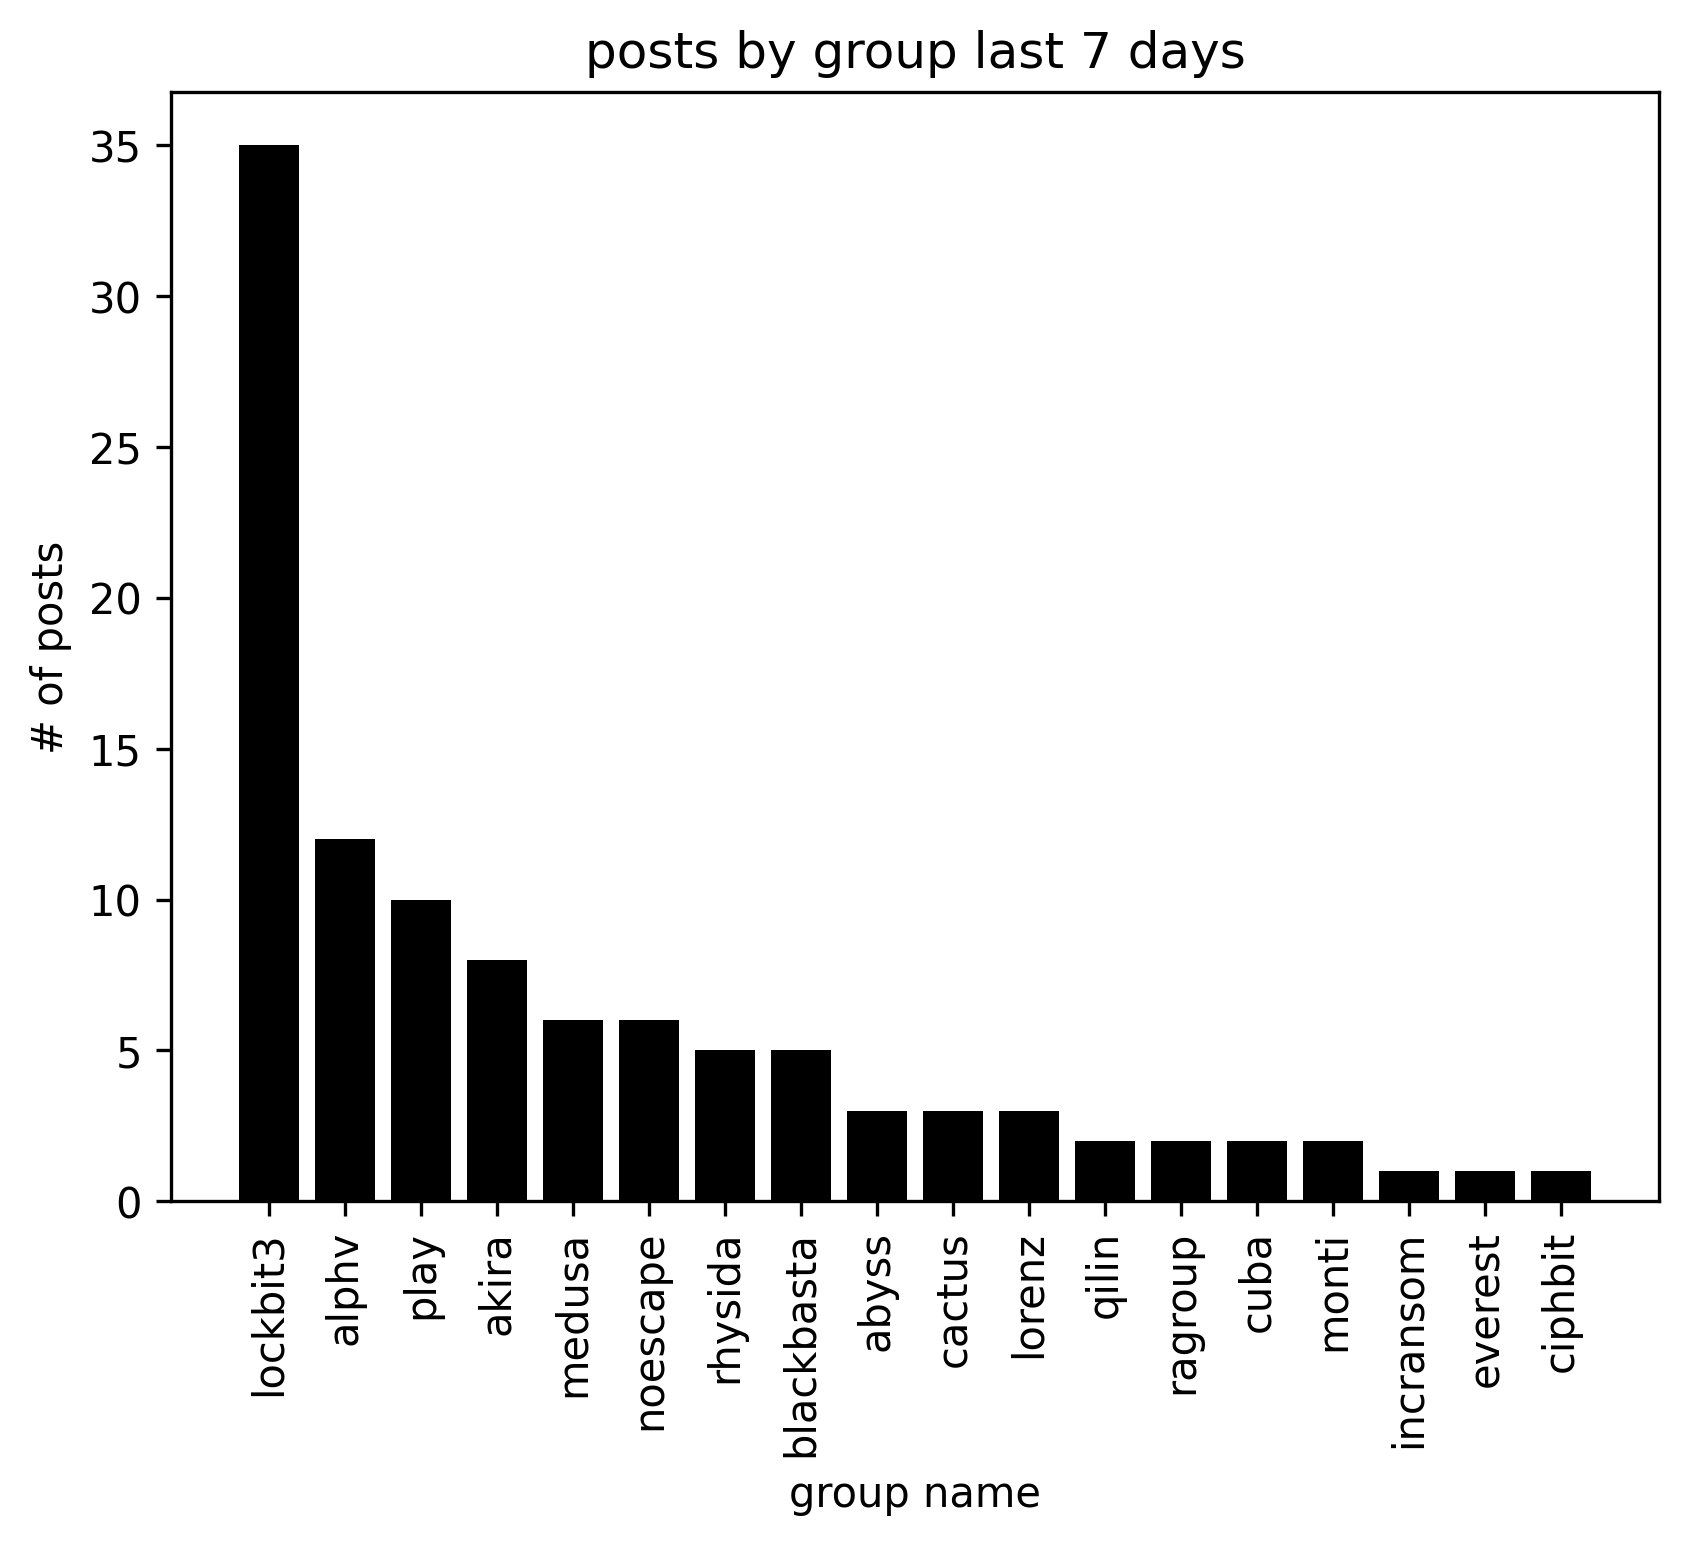 posts by group last 7 days
# of posts
35
30
25
20
15
10
5
0
lockbit3
alphv
play
akira
medusa
noescape
rhysida
blackbasta
abyss
cactus
lorenz
qilin
ragroup
cuba
monti
incransom
everest
ciphbit
group name